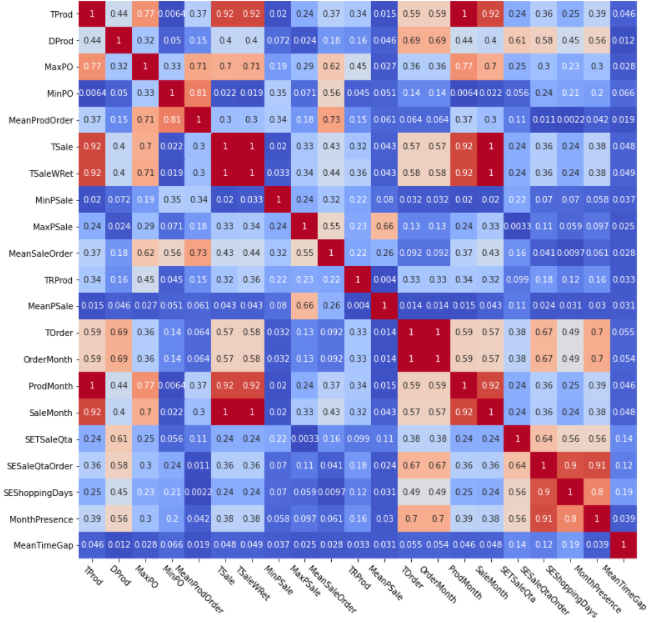 TProd 1 0.44 0.77 0.0064 0.37 0.92 0.92 0.02 0.24 0.37 0.34 0.015 0.59 0.59 1 0.92 0.24 0.36 0.25 0.39 0.046
DProd 0.44 1 0.32 0.05 0.15 0.4 0.4 0.072 0.024 0.18 0.16 0.046 0.69 0.69 0.44 0.4 0.61 0.58 0.45 0.56 0.012
MaxPO 0.77 0.32 1 0.33 0.71 0.7 0.71 0.19 0.29 0.62 0.45 0.027 0.36 0.36 0.77 0.7 0.25 0.3 0.23 0.3 0.028
MinPO 0.0064 0.05 0.33 1 0.81 0.022 0.019 0.35 0.071 0.56 0.045 0.051 0.14 0.14 0.0064 0.022 0.056 0.24 0.21 0.2 0.066
MeanProdOrder 0.37 0.15 0.71 0.81 1 0.3 0.3 0.34 0.18 0.73 0.15 0.061 0.064 0.064 0.37 0.3 0.11 0.011 0.0022 0.042 0.019
TSale 0.92 0.4 0.7 0.022 0.3 1 1 0.02 0.33 0.43 0.32 0.043 0.57 0.57 0.92 1 0.24 0.36 0.24 0.38 0.048
TSaleWRet 0.92 0.4 0.71 0.019 0.3 1 1 0.033 0.34 0.44 0.36 0.043 0.58 0.58 0.92 1 0.24 0.36 0.24 0.38 0.049
MinPSale 0.02 0.072 0.19 0.35 0.34 0.02 0.033 1 0.24 0.32 0.22 0.08 0.032 0.032 0.02 0.02 0.22 0.07 0.07 0.058 0.037
MaxPSale 0.24 0.024 0.29 0.071 0.18 0.33 0.34 0.24 1 0.55 0.23 0.66 0.13 0.13 0.24 0.33 0.0033 0.11 0.059 0.097 0.025
MeanSaleOrder 0.37 0.18 0.62 0.56 0.73 0.43 0.44 0.32 0.55 1 0.22 0.26 0.092 0.092 0.37 0.43 0.16 0.041 0.0097 0.061 0.028
TRProd 0.34 0.16 0.45 0.045 0.15 0.32 0.36 0.22 0.23 0.22 1 0.004 0.33 0.33 0.34 0.32 0.099 0.18 0.12 0.16 0.033
MeanPSale 0.015 0.046 0.027 0.051 0.061 0.043 0.043 0.08 0.66 0.26 0.004 1 0.014 0.014 0.015 0.043 0.11 0.024 0.031 0.03 0.031
TOrder 0.59 0.69 0.36 0.14 0.064 0.57 0.58 0.032 0.13 0.092 0.33 0.014 1 1 0.59 0.57 0.38 0.67 0.49 0.7 0.055
OrderMonth 0.59 0.69 0.36 0.14 0.064 0.57 0.58 0.032 0.13 0.092 0.33 0.014 1 1 0.59 0.57 0.38 0.67 0.49 0.7 0.054
ProdMonth 1 0.44 0.77 0.0064 0.37 0.92 0.92 0.02 0.24 0.37 0.34 0.015 0.59 0.59 1 0.92 0.24 0.36 0.25 0.39 0.046
SaleMonth 0.92 0.4 0.7 0.022 0.3 1 1 0.02 0.33 0.43 0.32 0.043 0.57 0.57 0.92 1 0.24 0.36 0.24 0.38 0.048
SETSaleQta 0.24 0.61 0.25 0.056 0.11 0.24 0.24 0.22 0.0033 0.16 0.099 0.11 0.38 0.38 0.24 0.24 1 0.64 0.56 0.56 0.14
SESaleQtaOrder 0.36 0.58 0.3 0.24 0.011 0.36 0.36 0.07 0.11 0.041 0.18 0.024 0.67 0.67 0.36 0.36 0.64 1 0.9 0.91 0.12
SEShoppingDays 0.25 0.45 0.23 0.21 0.0022 0.24 0.24 0.07 0.059 0.0097 0.12 0.031 0.49 0.49 0.25 0.24 0.56 0.9 1 0.8 0.19
MonthPresence 0.39 0.56 0.3 0.2 0.042 0.38 0.38 0.058 0.097 0.061 0.16 0.03 0.7 0.7 0.39 0.38 0.56 0.91 0.8 1 0.039
MeanTimeGap 0.046 0.012 0.028 0.066 0.019 0.048 0.049 0.037 0.025 0.028 0.033 0.031 0.055 0.054 0.046 0.048 0.14 0.12 0.19 0.039 1
TProd DProd MaxPO MinPO MeanProdOrder TSale TSaleWRet MinPSale MaxPSale MeanSaleOrder TRProd MeanPSale TOrder OrderMonth ProdMonth SaleMonth SETSaleQta SESaleQtaOrder SEShoppingDays MonthPresence MeanTimeGap